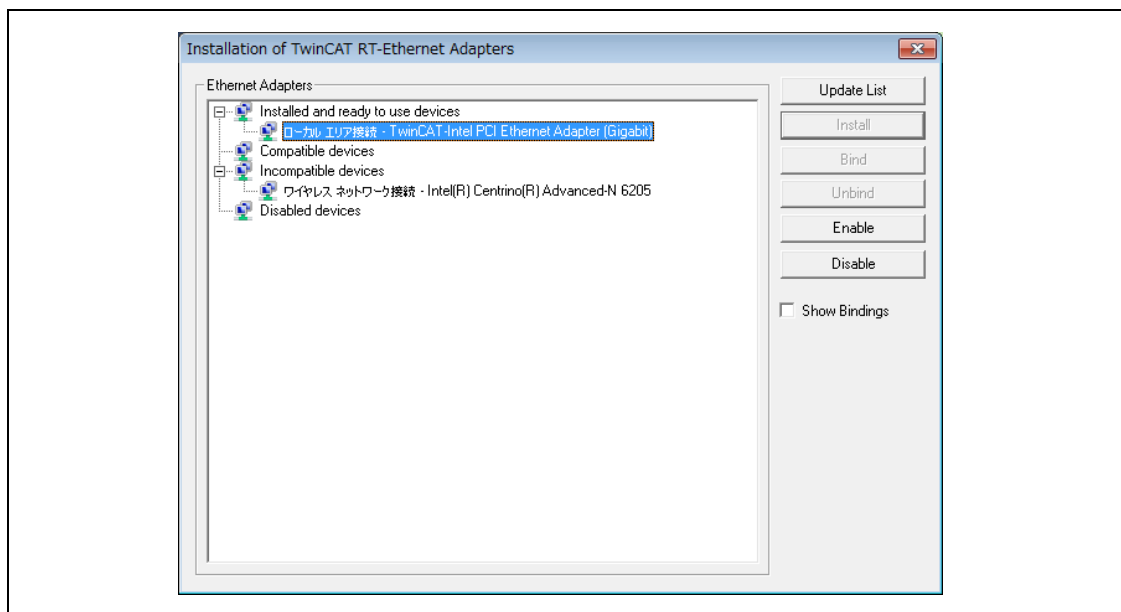 Installation of TwinCAT RT-Ethernet Adapters
Ethernet Adapters
Installed and ready to use devices
ローカル エリア接続 - TwinCAT-Intel PCI Ethernet Adapter (Gigabit)
Compatible devices
Incompatible devices
ワイヤレス ネットワーク接続 - Intel(R) Centrino(R) Advanced-N 6205
Disabled devices
Update List
Install
Bind
Unbind
Enable
Disable
Show Bindings